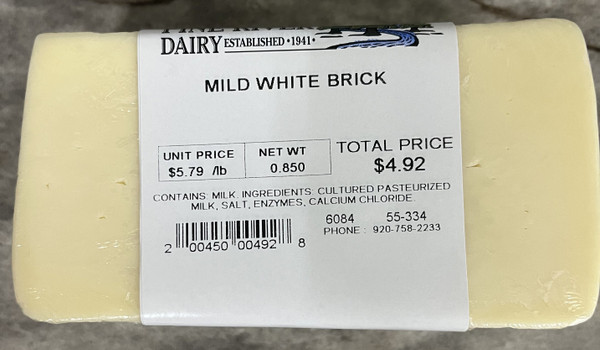 PINE RIVER
DAIRY ESTABLISHED •1941•
MILD WHITE BRICK
UNIT PRICE NET WT TOTAL PRICE
$5.79 /lb 0.850 $4.92
CONTAINS: MILK. INGREDIENTS: CULTURED PASTEURIZED
MILK, SALT, ENZYMES, CALCIUM CHLORIDE.
6084 55-334
PHONE : 920-758-2233
2 00450 00492 8